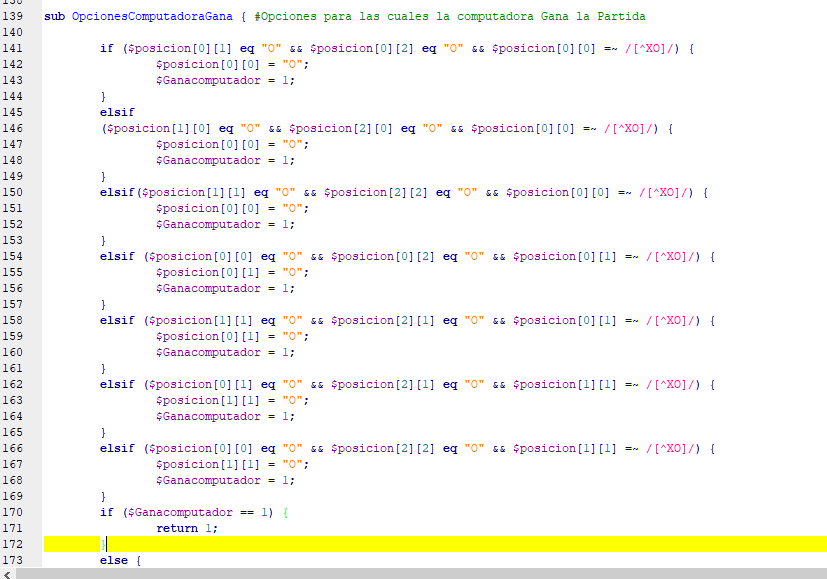 139 sub OpcionesComputadoraGana { #Opciones para las cuales la computadora Gana la Partida
140
141 if ($posicion[0][1] eq "O" && $posicion[0][2] eq "O" && $posicion[0][0] =~ /[^XO]/) {
142 $posicion[0][0] = "O";
143 $Ganacomputador = 1;
144 }
145 elsif
146 ($posicion[1][0] eq "O" && $posicion[2][0] eq "O" && $posicion[0][0] =~ /[^XO]/) {
147 $posicion[0][0] = "O";
148 $Ganacomputador = 1;
149 }
150 elsif($posicion[1][1] eq "O" && $posicion[2][2] eq "O" && $posicion[0][0] =~ /[^XO]/) {
151 $posicion[0][0] = "O";
152 $Ganacomputador = 1;
153 }
154 elsif ($posicion[0][0] eq "O" && $posicion[0][2] eq "O" && $posicion[0][1] =~ /[^XO]/) {
155 $posicion[0][1] = "O";
156 $Ganacomputador = 1;
157 }
158 elsif ($posicion[1][1] eq "O" && $posicion[2][1] eq "O" && $posicion[0][1] =~ /[^XO]/) {
159 $posicion[0][1] = "O";
160 $Ganacomputador = 1;
161 }
162 elsif ($posicion[0][1] eq "O" && $posicion[2][1] eq "O" && $posicion[1][1] =~ /[^XO]/) {
163 $posicion[1][1] = "O";
164 $Ganacomputador = 1;
165 }
166 elsif ($posicion[0][0] eq "O" && $posicion[2][2] eq "O" && $posicion[1][1] =~ /[^XO]/) {
167 $posicion[1][1] = "O";
168 $Ganacomputador = 1;
169 }
170 if ($Ganacomputador == 1) {
171 return 1;
172 }
173 else {